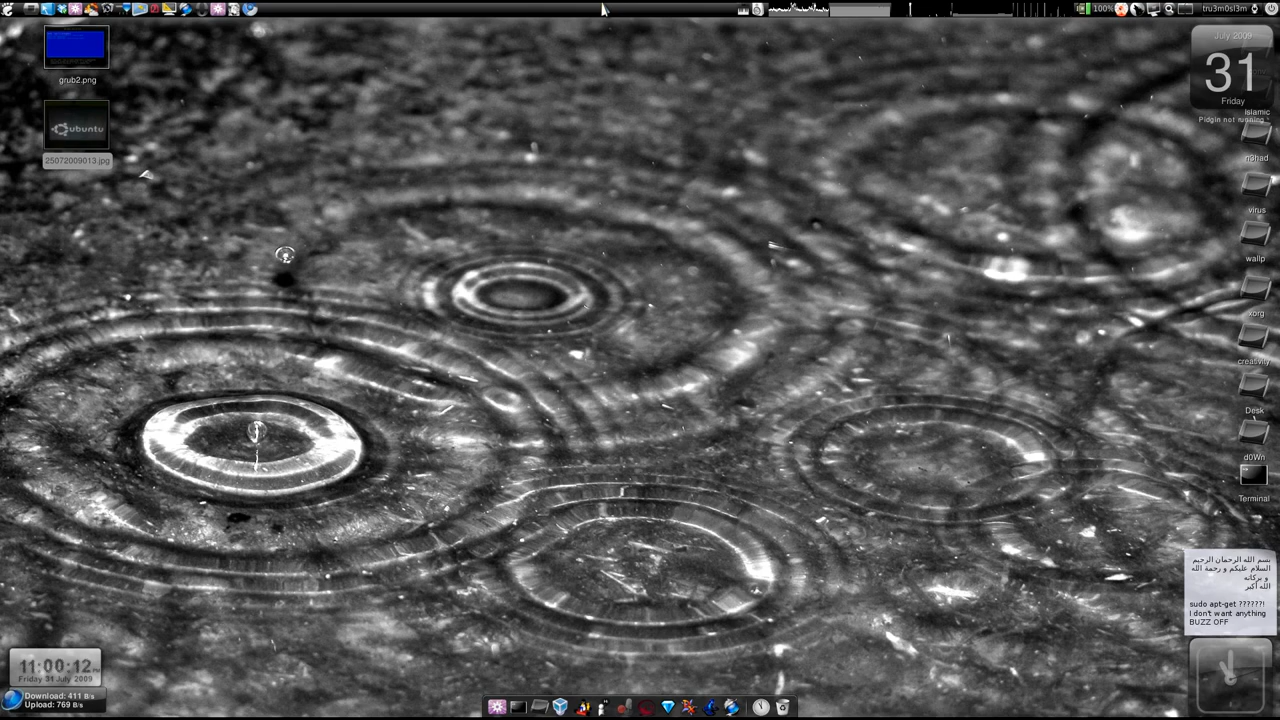 100%
tru3m0sl3m
grub2.png
ubuntu
25072009013.jpg
July 2009
31
Friday
Islamic
Pidgin not running
n3had
virus
wallp
xorg
creativity
Desk
d0Wn
Terminal
بسم الله الرحمان الرحيم
السلام عليكم و رحمة الله
و بركاته
الله أكبر
sudo apt-get ??????!
I don't want anything
BUZZ OFF
11:00:12
Friday 31 July 2009
Download: 411 B/s
Upload: 769 B/s